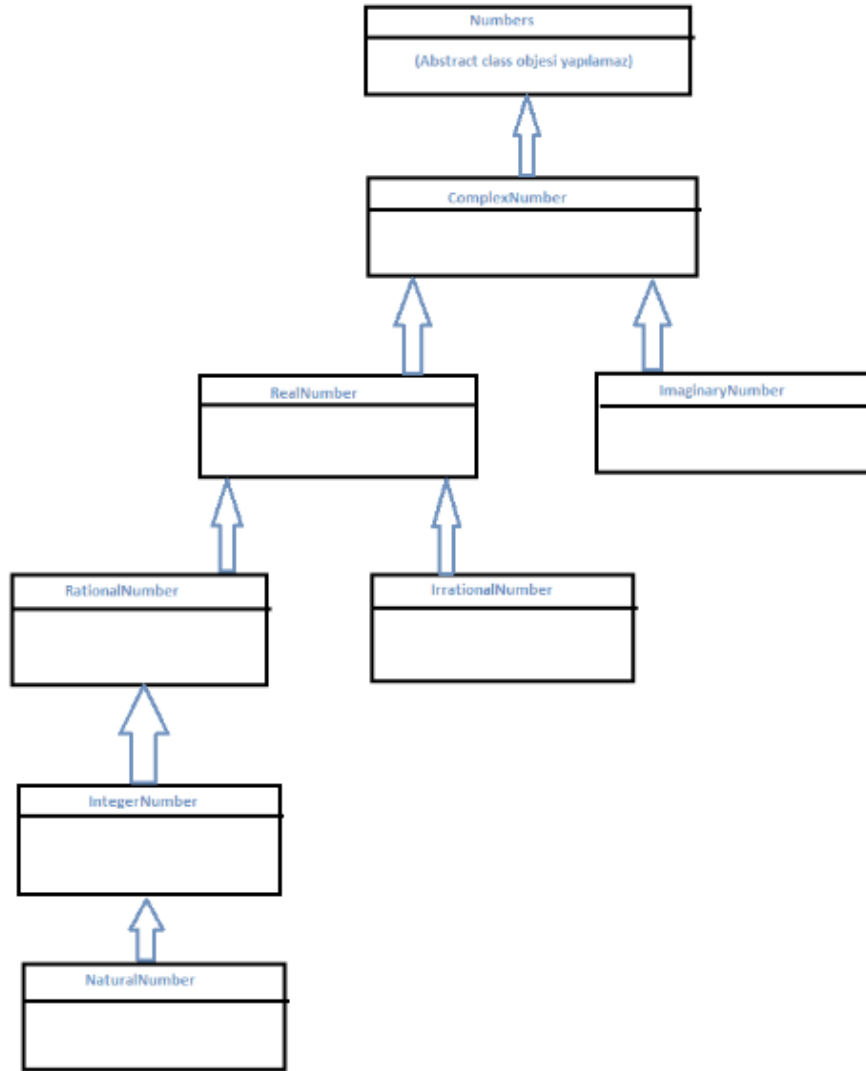 Numbers
(Abstract class objesi yapılamaz)
ComplexNumber
RealNumber
ImaginaryNumber
RationalNumber
IrrationalNumber
IntegerNumber
NaturalNumber